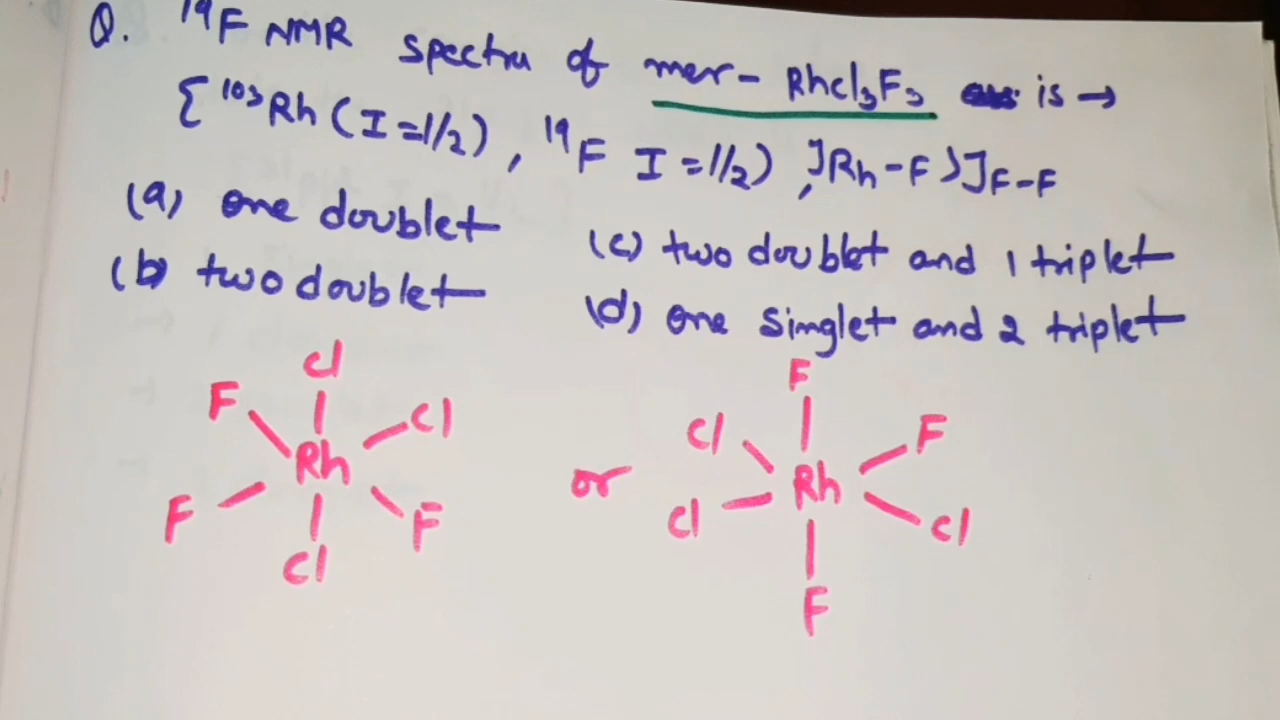 Q. ¹⁹F NMR spectra of mer- RhCl₃F₃ is →
{ ¹⁰³Rh (I=1/2), ¹⁹F I=1/2), JRh-F > JF-F
(a) one doublet
(b) two doublet
(c) two doublet and 1 triplet
(d) one singlet and 2 triplet
Cl
F Cl
Rh
F F
Cl
or
F
Cl F
Rh
Cl Cl
F